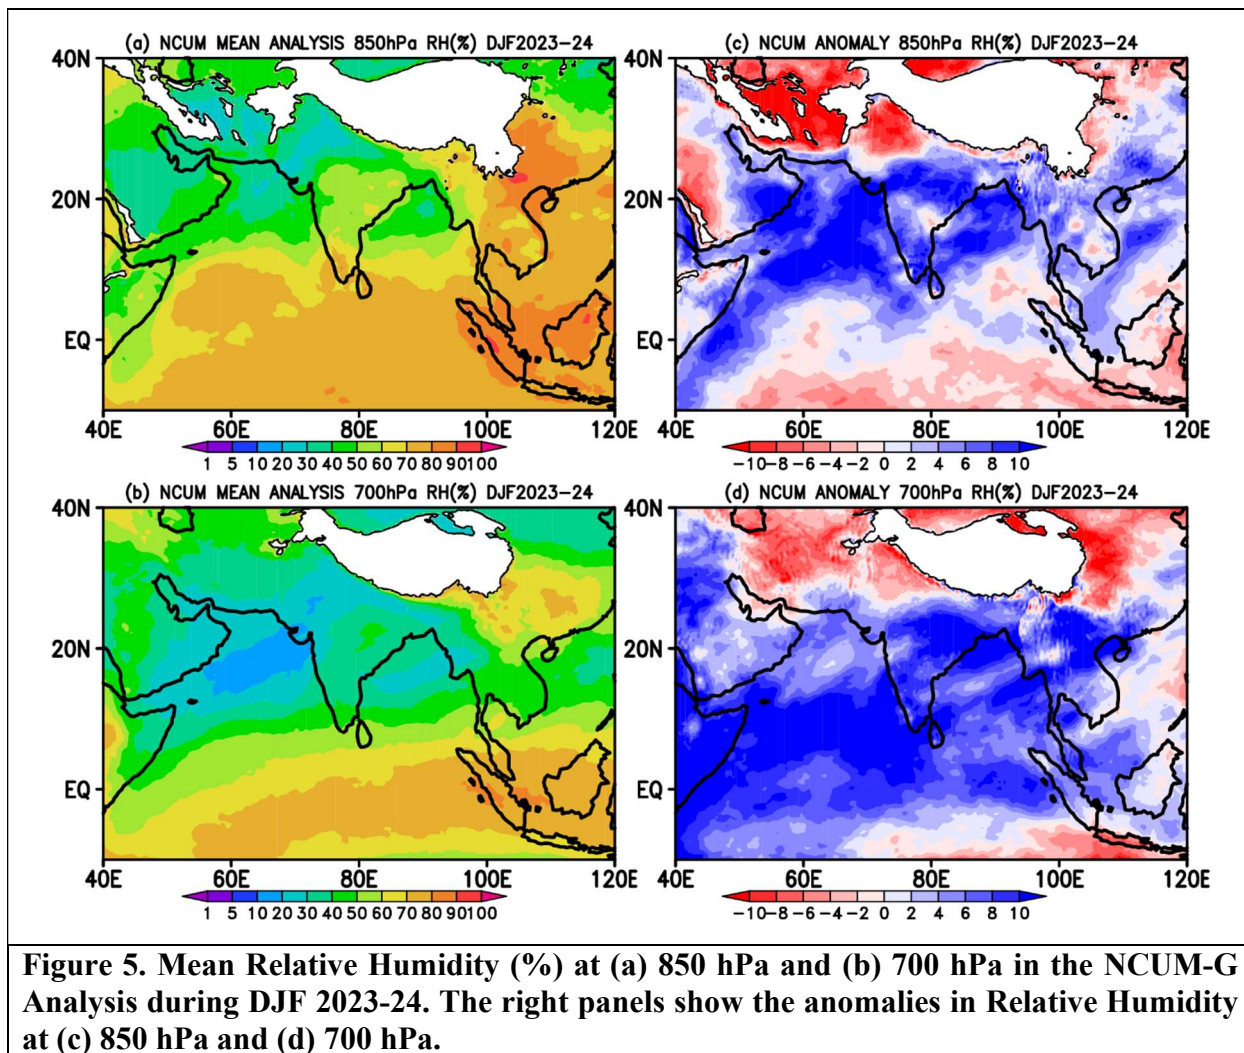 (a) NCUM MEAN ANALYSIS 850hPa RH(%) DJF2023-24
40N
20N
EQ
40E 60E 80E 100E 120E
1 5 10 20 30 40 50 60 70 80 90 100
(c) NCUM ANOMALY 850hPa RH(%) DJF2023-24
40N
20N
EQ
40E 60E 80E 100E 120E
-10 -8 -6 -4 -2 0 2 4 6 8 10
(b) NCUM MEAN ANALYSIS 700hPa RH(%) DJF2023-24
40N
20N
EQ
40E 60E 80E 100E 120E
1 5 10 20 30 40 50 60 70 80 90 100
(d) NCUM ANOMALY 700hPa RH(%) DJF2023-24
40N
20N
EQ
40E 60E 80E 100E 120E
-10 -8 -6 -4 -2 0 2 4 6 8 10
Figure 5. Mean Relative Humidity (%) at (a) 850 hPa and (b) 700 hPa in the NCUM-G
Analysis during DJF 2023-24. The right panels show the anomalies in Relative Humidity
at (c) 850 hPa and (d) 700 hPa.